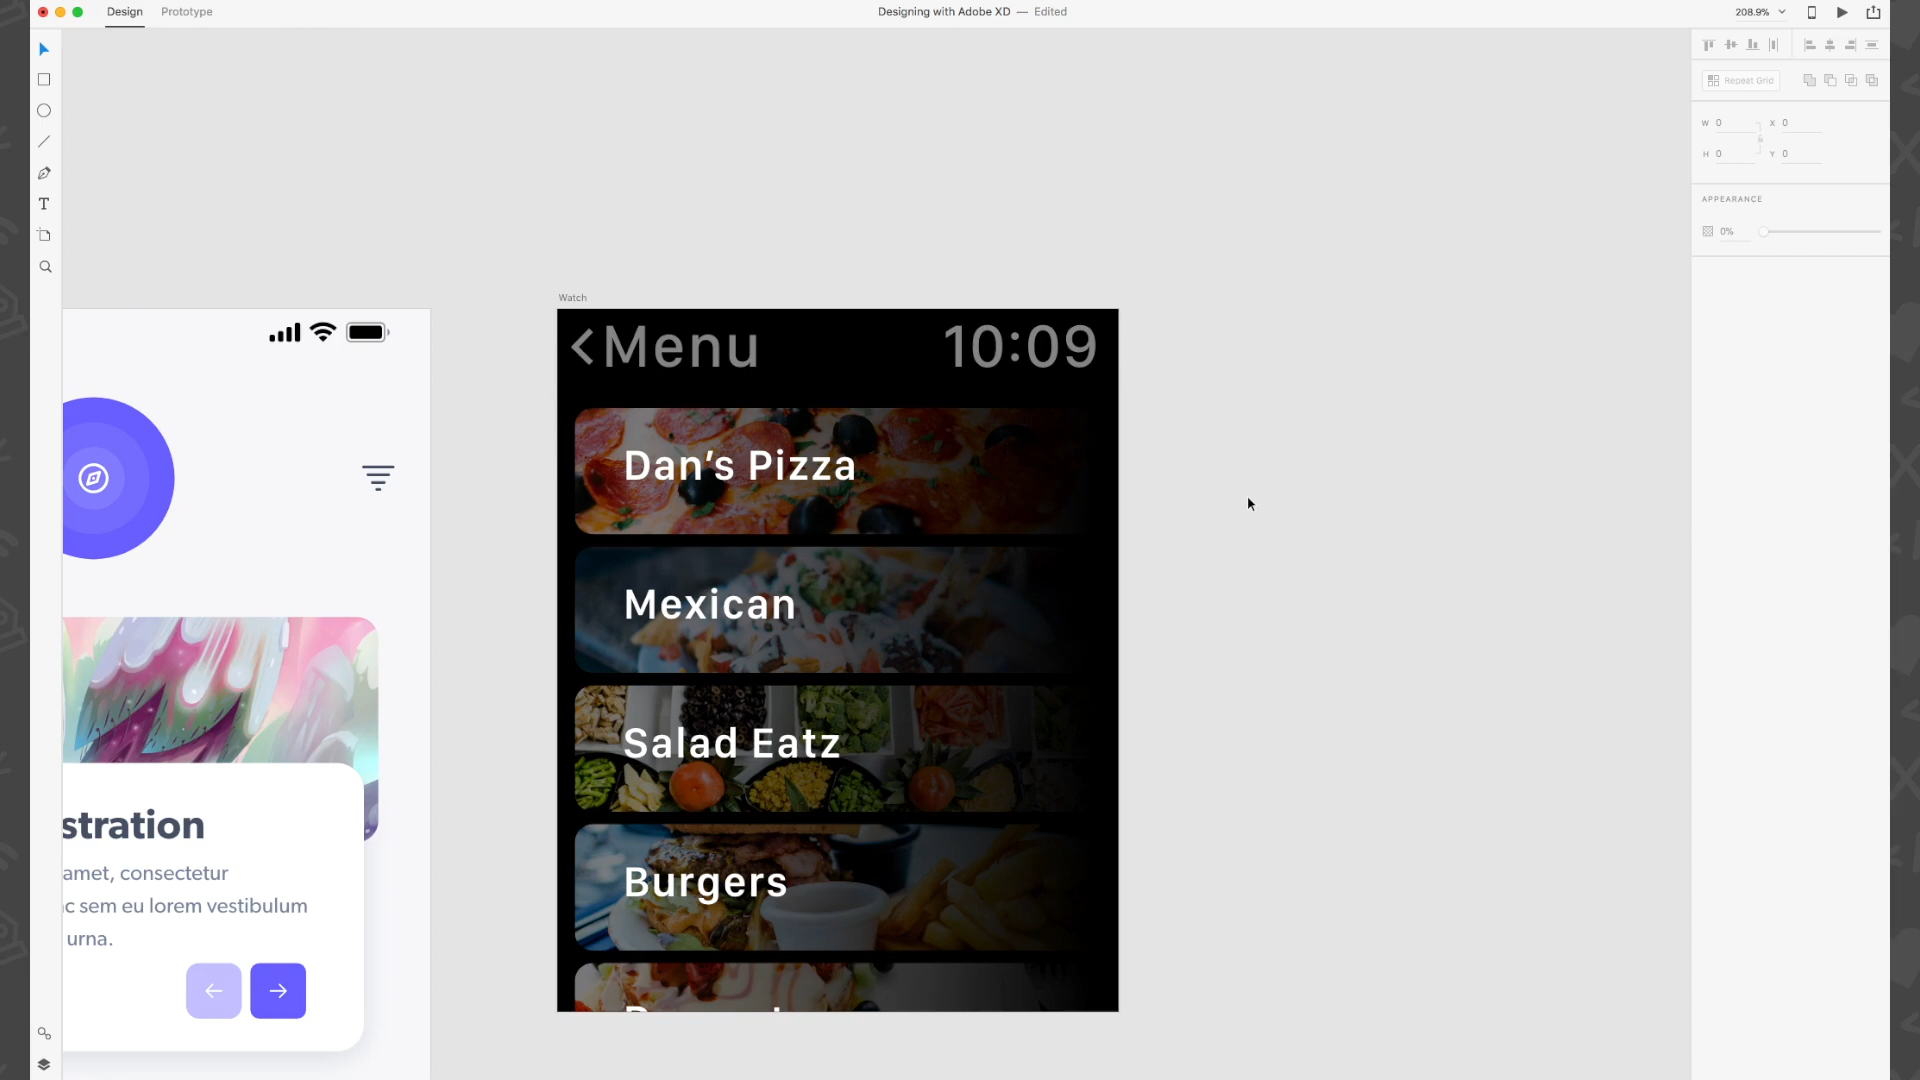 Design Prototype
Designing with Adobe XD — Edited
208.9%
Repeat Grid
W 0 X 0
H 0 Y 0
APPEARANCE
0%
Watch
Menu 10:09
Dan’s Pizza
Mexican
Salad Eatz
Burgers
stration
amet, consectetur
c sem eu lorem vestibulum
urna.
T